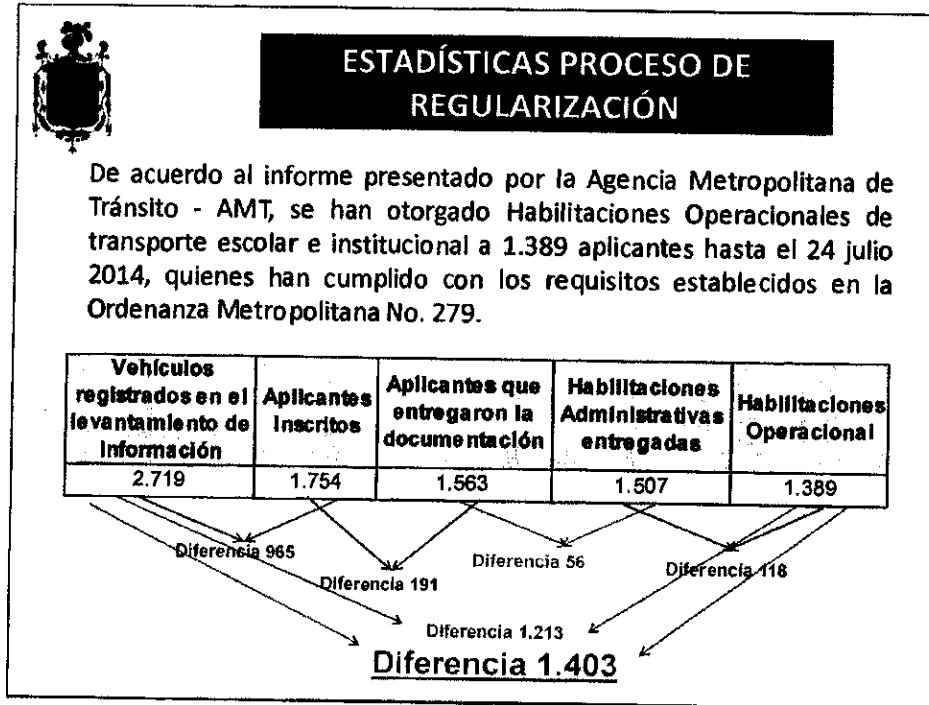 ESTADÍSTICAS PROCESO DE
REGULARIZACIÓN
De acuerdo al informe presentado por la Agencia Metropolitana de
Tránsito - AMT, se han otorgado Habilitaciones Operacionales de
transporte escolar e institucional a 1.389 aplicantes hasta el 24 julio
2014, quienes han cumplido con los requisitos establecidos en la
Ordenanza Metropolitana No. 279.
Vehículos
registrados en el
levantamiento de
Información
Aplicantes
Inscritos
Aplicantes que
entregaron la
documentación
Habilitaciones
Administrativas
entregadas
Habilitaciones
Operacional
2.719 1.754 1.563 1.507 1.389
Diferencia 965
Diferencia 191
Diferencia 56
Diferencia 118
Diferencia 1.213
Diferencia 1.403